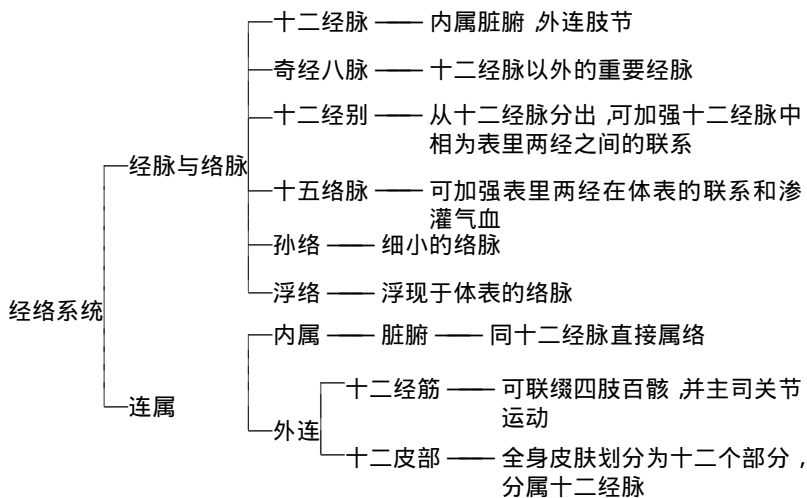 十二经脉 内属脏腑,外连肢节
奇经八脉 十二经脉以外的重要经脉
十二经别 从十二经脉分出,可加强十二经脉中
相为表里两经之间的联系
经脉与络脉
十五络脉 可加强表里两经在体表的联系和渗
灌气血
孙络 细小的络脉
浮络 浮现于体表的络脉
经络系统
内属 脏腑 同十二经脉直接属络
连属
十二经筋 可联缀四肢百骸,并主司关节
运动
外连
十二皮部 全身皮肤划分为十二个部分,
分属十二经脉